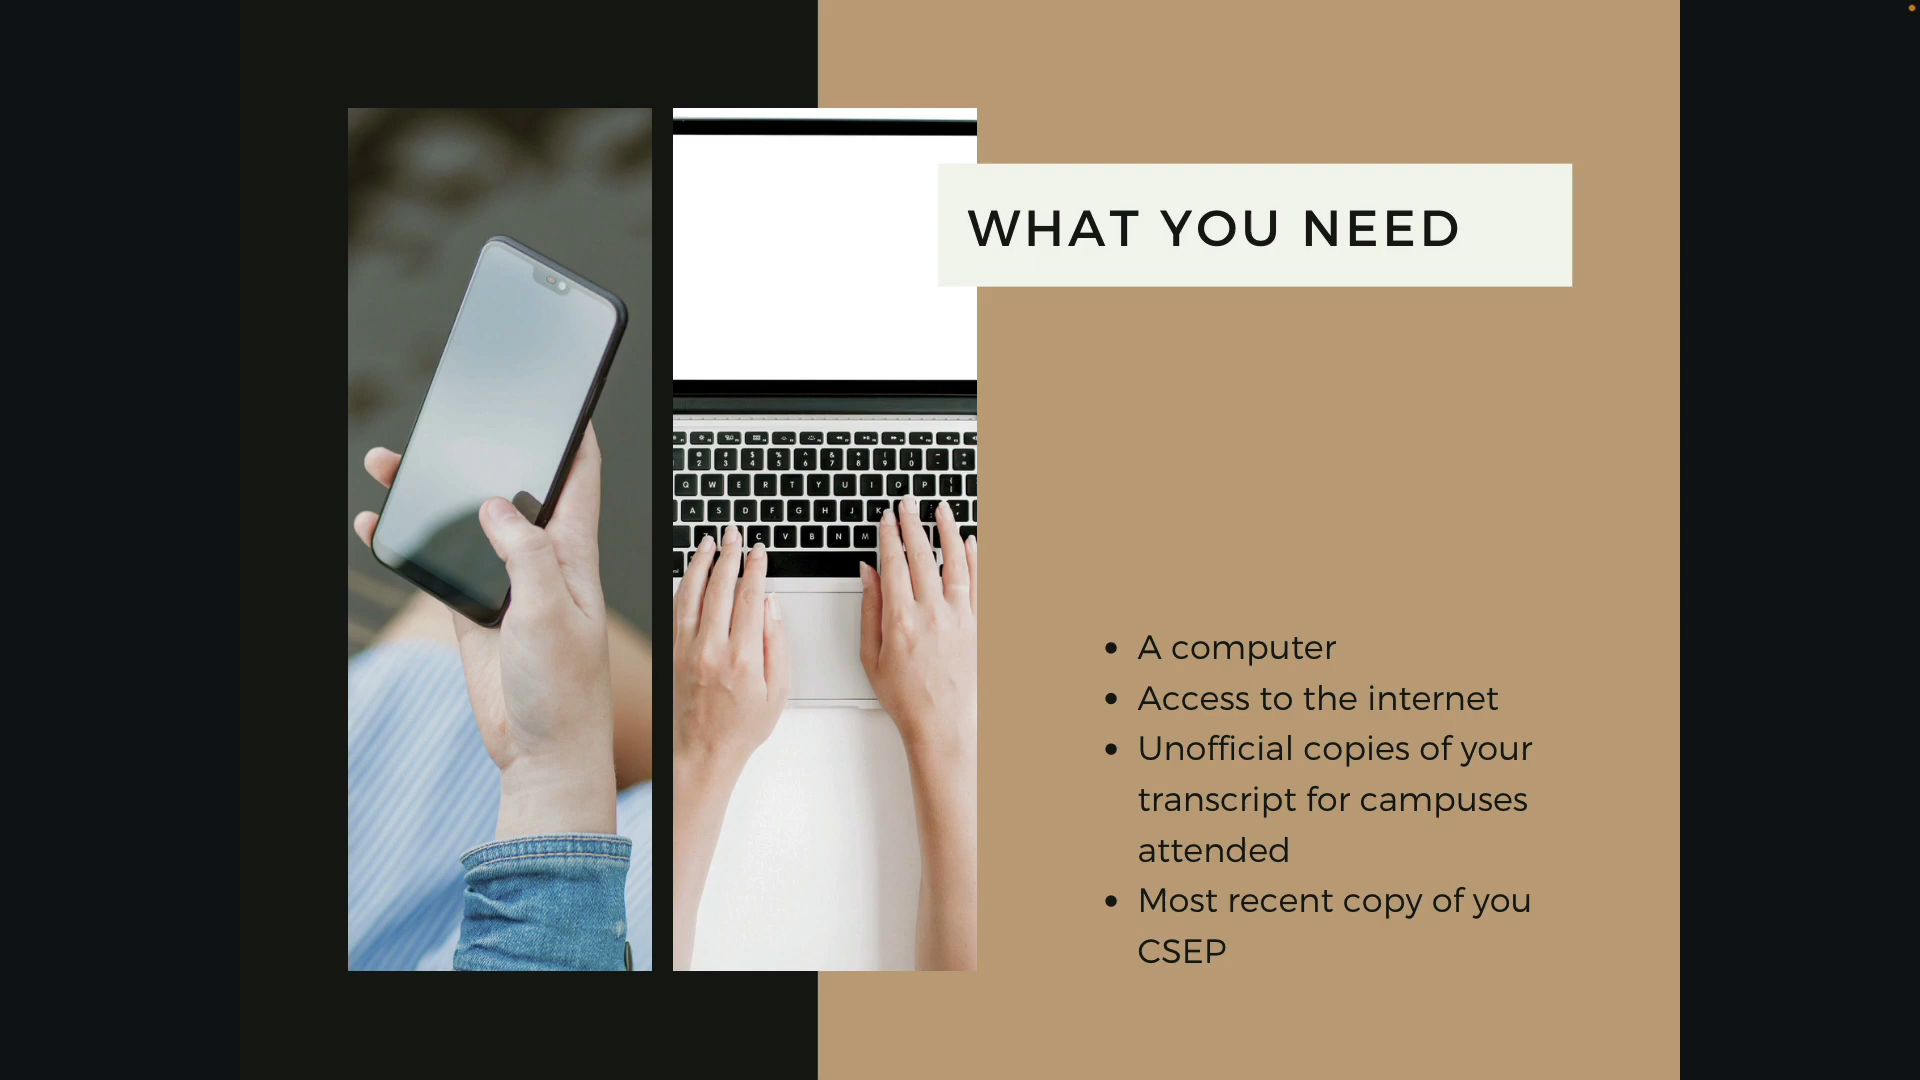 WHAT YOU NEED
• A computer
• Access to the internet
• Unofficial copies of your
transcript for campuses
attended
• Most recent copy of you
CSEP